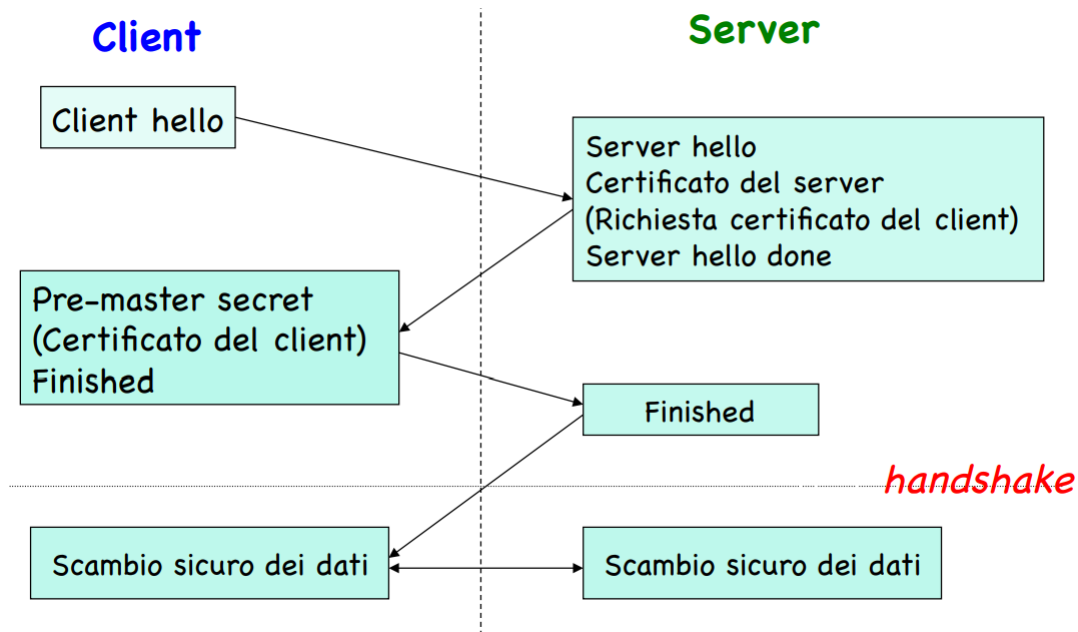 Client
Server
Client hello
Server hello
Certificato del server
(Richiesta certificato del client)
Server hello done
Pre-master secret
(Certificato del client)
Finished
Finished
handshake
Scambio sicuro dei dati
Scambio sicuro dei dati